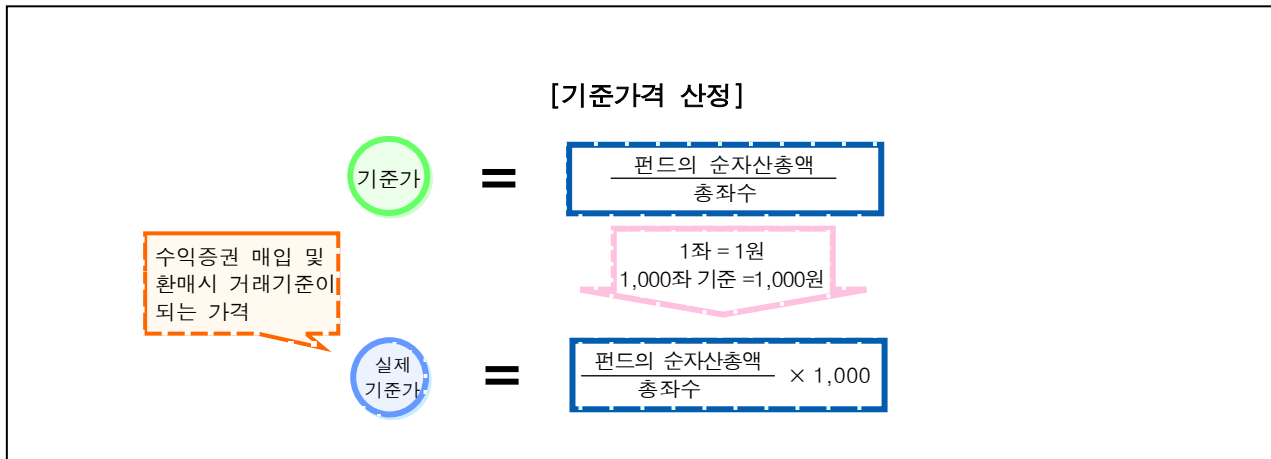 [기준가격 산정]
기준가
=
펀드의 순자산총액
총좌수
1좌 = 1원
1,000좌 기준 =1,000원
수익증권 매입 및
환매시 거래기준이
되는 가격
실제
기준가
=
펀드의 순자산총액
총좌수
× 1,000